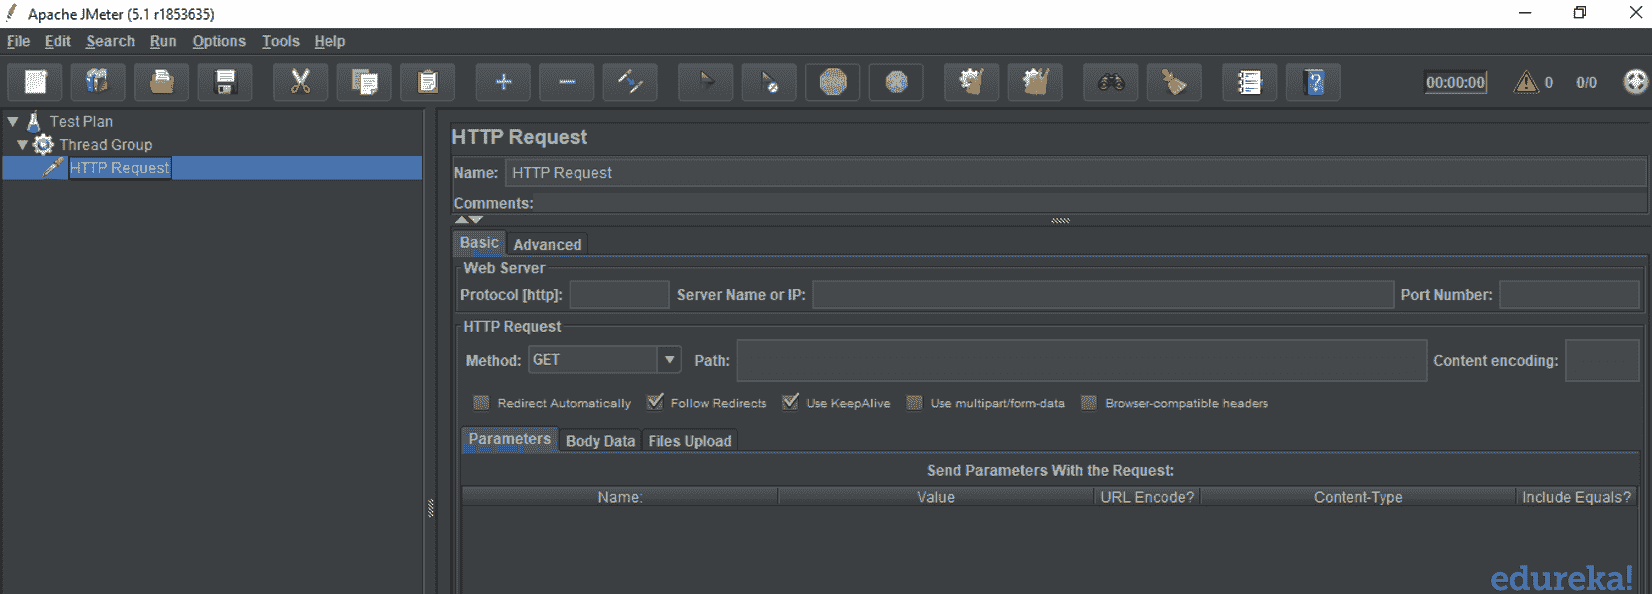 Apache JMeter (5.1 r1853635)
File Edit Search Run Options Tools Help
00:00:00 0 0/0
Test Plan
Thread Group
HTTP Request
HTTP Request
Name: HTTP Request
Comments:
Basic Advanced
Web Server
Protocol [http]: Server Name or IP: Port Number:
HTTP Request
Method: GET Path: Content encoding:
Redirect Automatically Follow Redirects Use KeepAlive Use multipart/form-data Browser-compatible headers
Parameters Body Data Files Upload
Send Parameters With the Request:
Name: Value URL Encode? Content-Type Include Equals?
edureka!